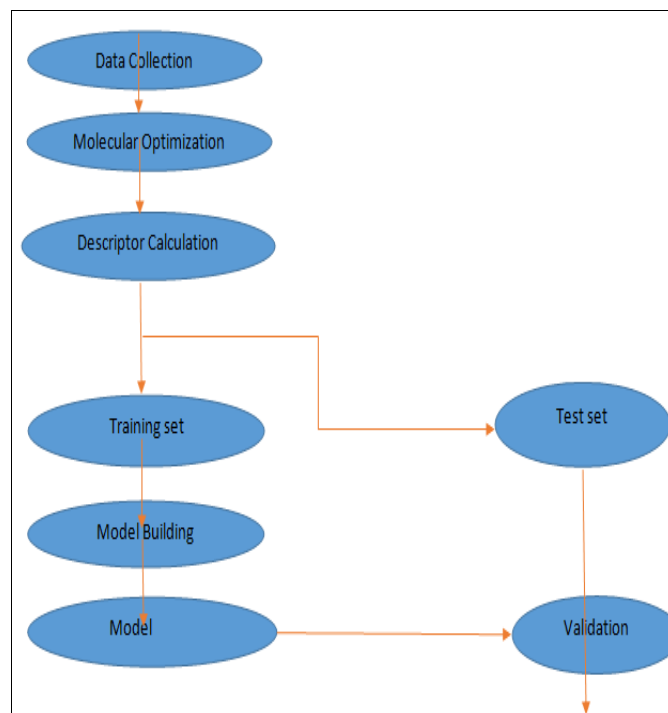 Data Collection
Molecular Optimization
Descriptor Calculation
Training set
Test set
Model Building
Model
Validation